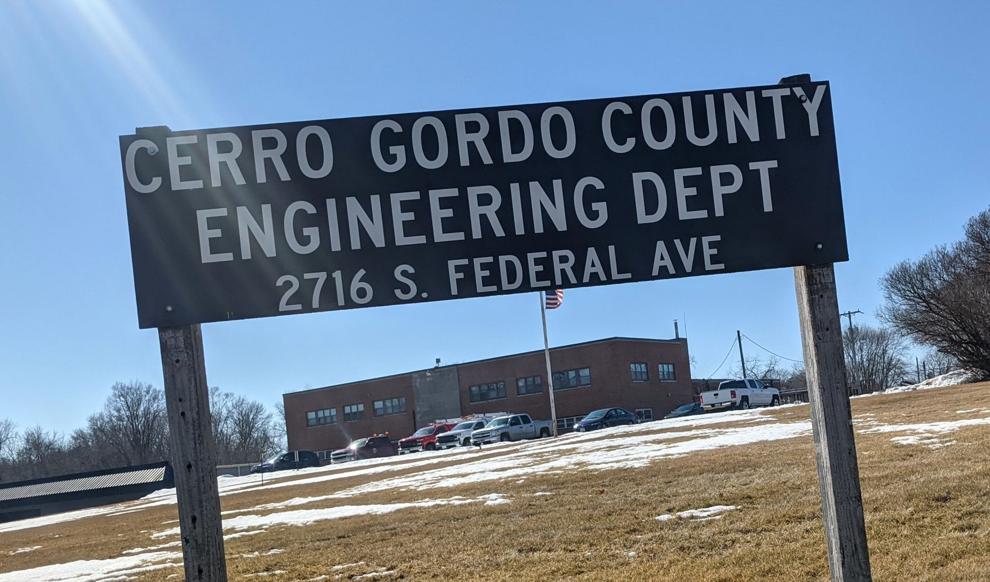 CERRO GORDO COUNTY
ENGINEERING DEPT
2716 S. FEDERAL AVE